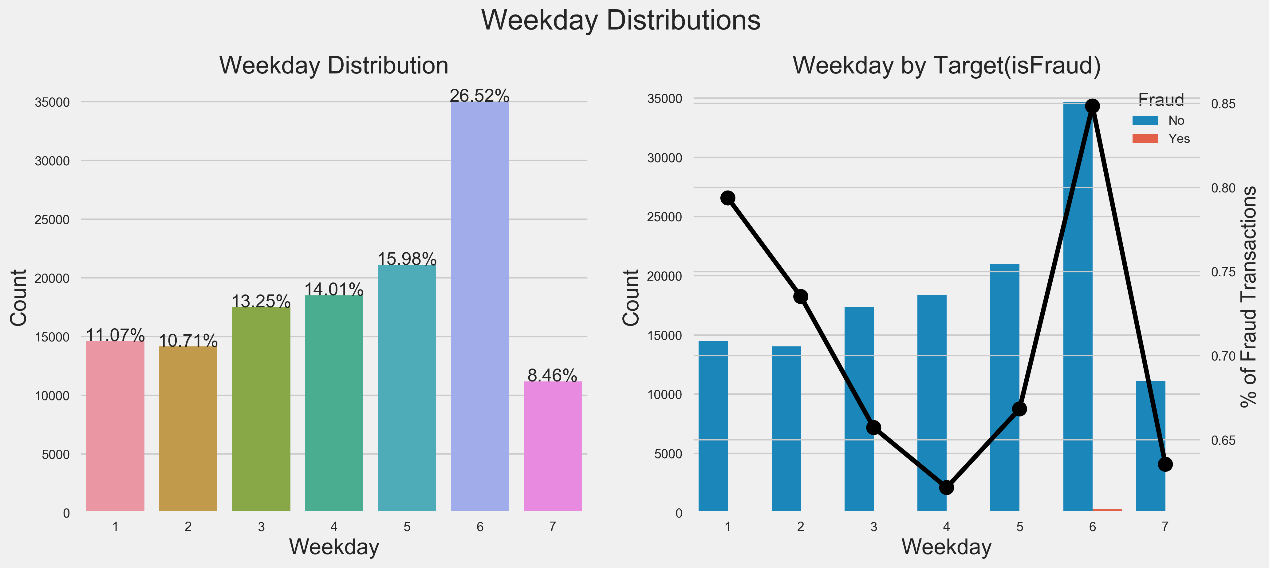 Weekday Distributions
Weekday Distribution
35000
30000
25000
20000
15000
10000
5000
0
Count
11.07%
10.71%
13.25%
14.01%
15.98%
26.52%
8.46%
1 2 3 4 5 6 7
Weekday
Weekday by Target(isFraud)
35000
30000
25000
20000
15000
10000
5000
0
Count
Fraud
No
Yes
0.85
0.80
0.75
0.70
0.65
% of Fraud Transactions
1 2 3 4 5 6 7
Weekday